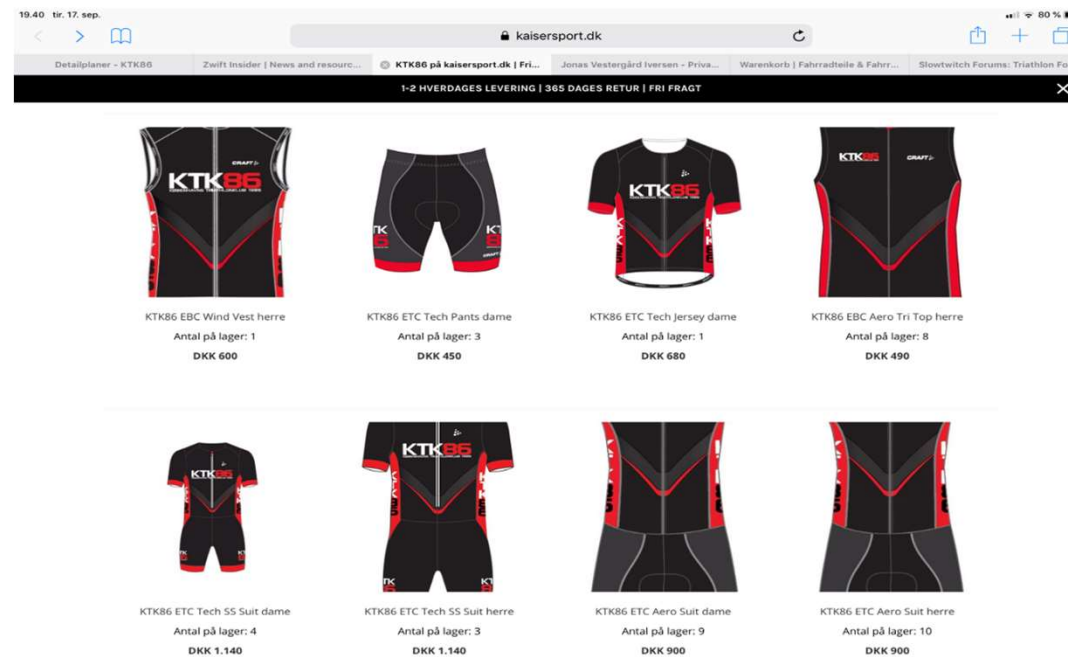 19.40 tir. 17. sep.
80 %
kaisersport.dk
Detailplaner - KTK86
Zwift Insider | News and resourc...
KTK86 på kaisersport.dk | Fri...
Jonas Vestergård Iversen - Priva...
Warenkorb | Fahrradteile & Fahrr...
Slowtwitch Forums: Triathlon Fo
1-2 HVERDAGES LEVERING | 365 DAGES RETUR | FRI FRAGT
CRAFT
KTK86
KTK86
CRAFT
KTK86
KTK86
CRAFT
KTK86 EBC Wind Vest herre
KTK86 ETC Tech Pants dame
KTK86 ETC Tech Jersey dame
KTK86 EBC Aero Tri Top herre
Antal på lager: 1
Antal på lager: 3
Antal på lager: 1
Antal på lager: 8
DKK 600
DKK 450
DKK 680
DKK 490
KTK86
KTK86
KTK86 ETC Tech SS Suit dame
KTK86 ETC Tech SS Suit herre
KTK86 ETC Aero Suit dame
KTK86 ETC Aero Suit herre
Antal på lager: 4
Antal på lager: 3
Antal på lager: 9
Antal på lager: 10
DKK 1.140
DKK 1.140
DKK 900
DKK 900